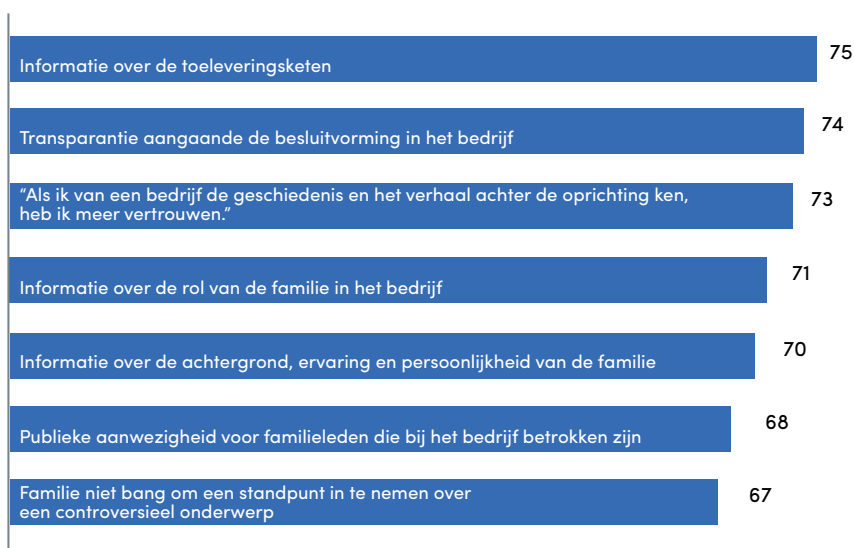 Informatie over de toeleveringsketen
75
Transparantie aangaande de besluitvorming in het bedrijf
74
“Als ik van een bedrijf de geschiedenis en het verhaal achter de oprichting ken,
heb ik meer vertrouwen.”
73
Informatie over de rol van de familie in het bedrijf
71
Informatie over de achtergrond, ervaring en persoonlijkheid van de familie
70
Publieke aanwezigheid voor familieleden die bij het bedrijf betrokken zijn
68
Familie niet bang om een standpunt in te nemen over
een controversieel onderwerp
67